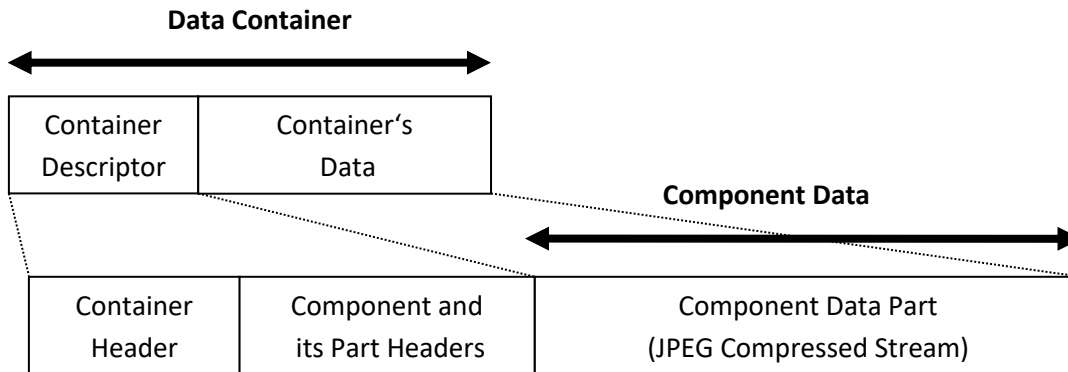 Data Container
Container Container‘s
Descriptor Data
Component Data
Container Component and Component Data Part
Header its Part Headers (JPEG Compressed Stream)